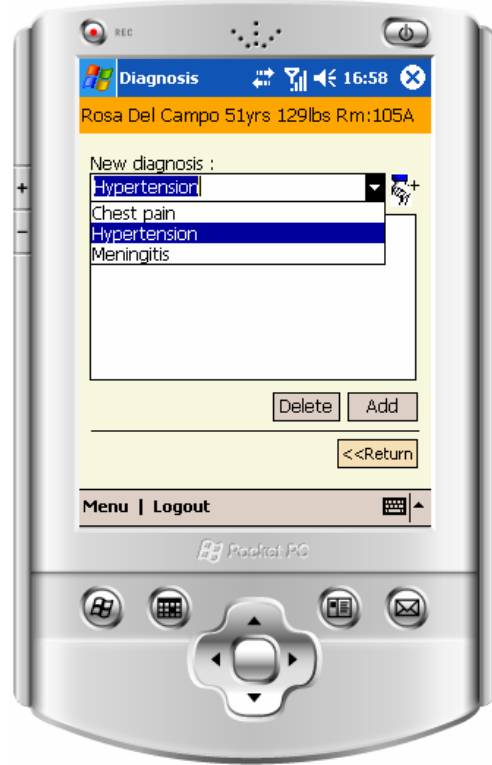 REC
Diagnosis 16:58
Rosa Del Campo 51yrs 129lbs Rm:105A
New diagnosis :
Hypertension
Chest pain
Hypertension
Meningitis
Delete Add
<<Return
Menu | Logout
Pocket PC